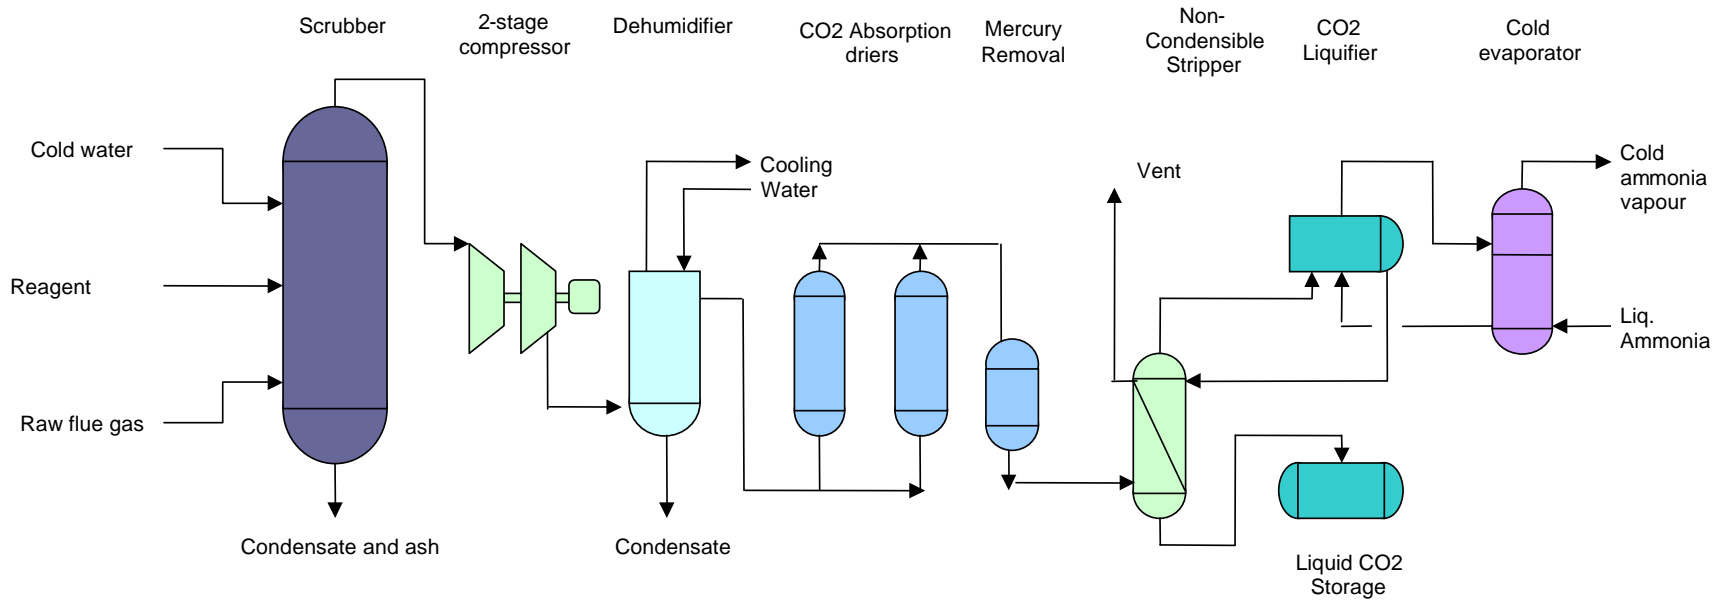 Scrubber
2-stage
compressor
Dehumidifier
CO2 Absorption
driers
Mercury
Removal
Non-
Condensible
Stripper
CO2
Liquifier
Cold
evaporator
Cold water
Reagent
Raw flue gas
Condensate and ash
Cooling
Water
Condensate
Vent
Cold
ammonia
vapour
Liq.
Ammonia
Liquid CO2
Storage